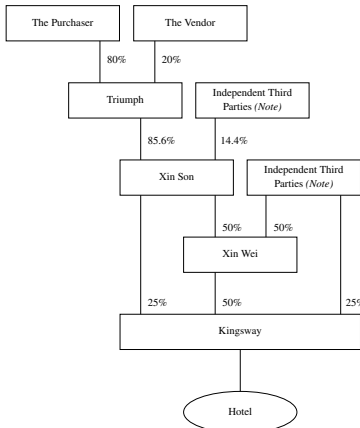 The Purchaser
The Vendor
80%
20%
Triumph
Independent Third
Parties (Note)
85.6%
14.4%
Xin Son
Independent Third
Parties (Note)
50%
50%
Xin Wei
25%
50%
25%
Kingsway
Hotel